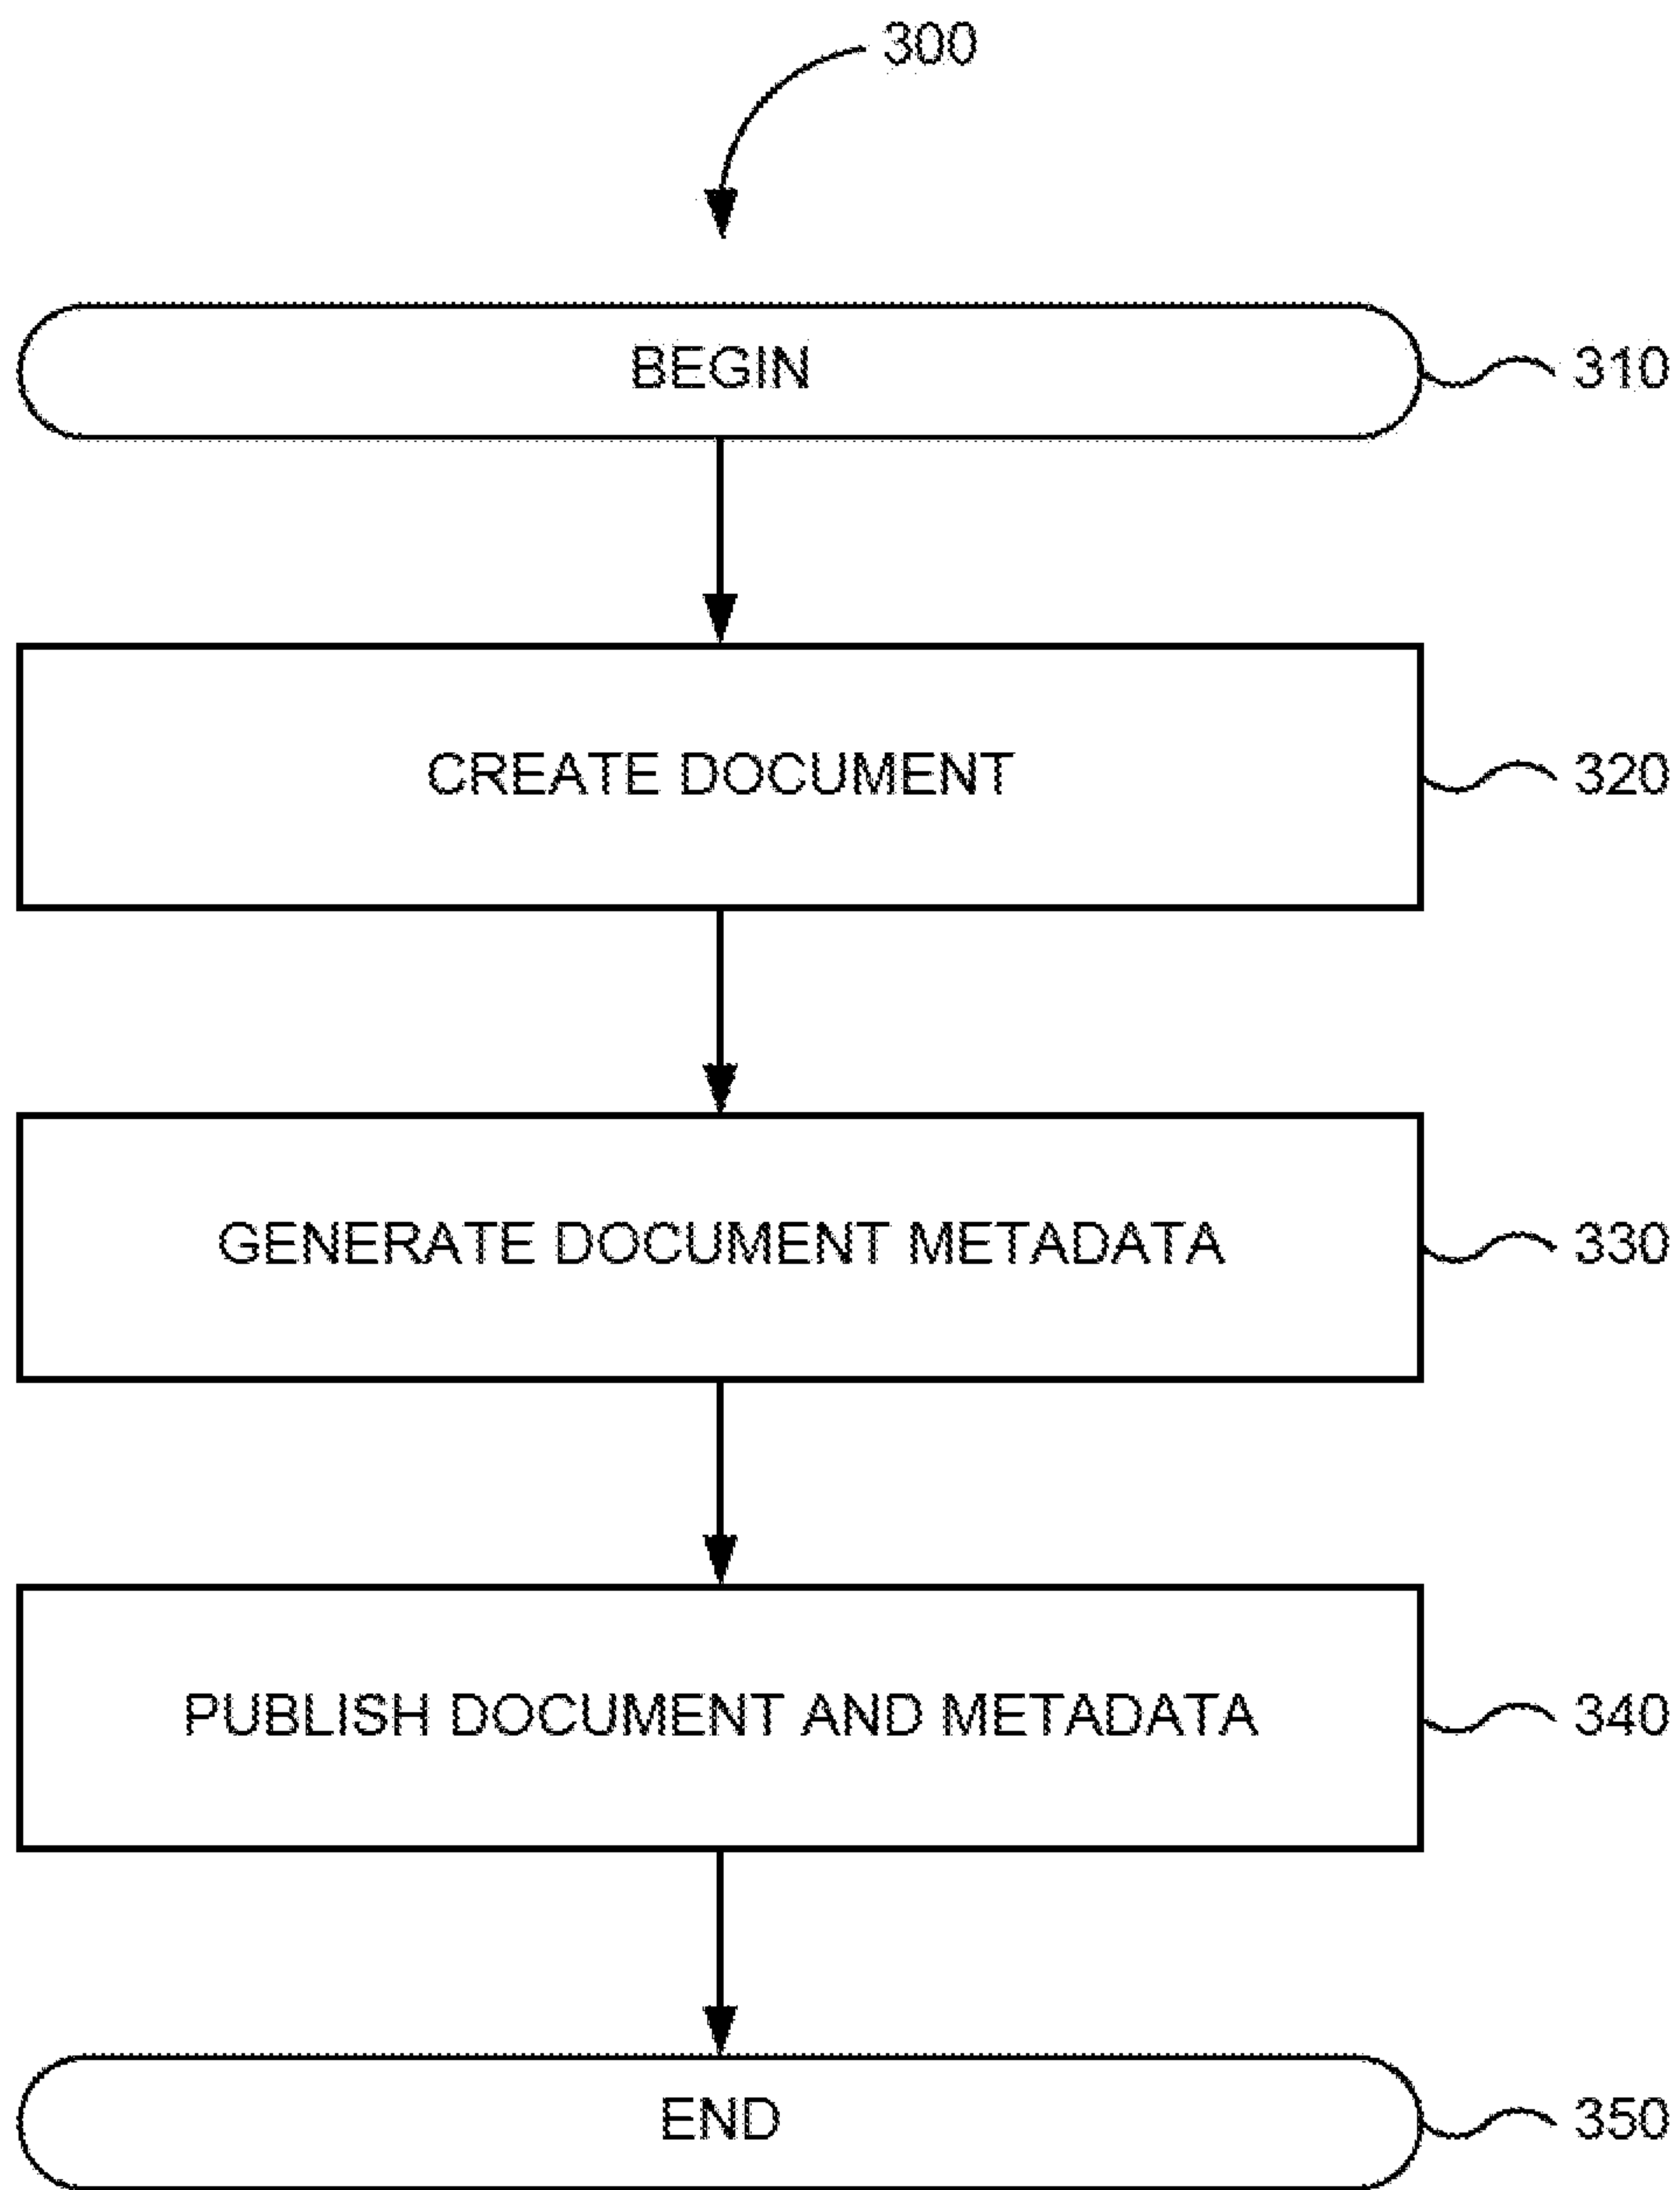 300
BEGIN 310
CREATE DOCUMENT 320
GENERATE DOCUMENT METADATA 330
PUBLISH DOCUMENT AND METADATA 340
END 350